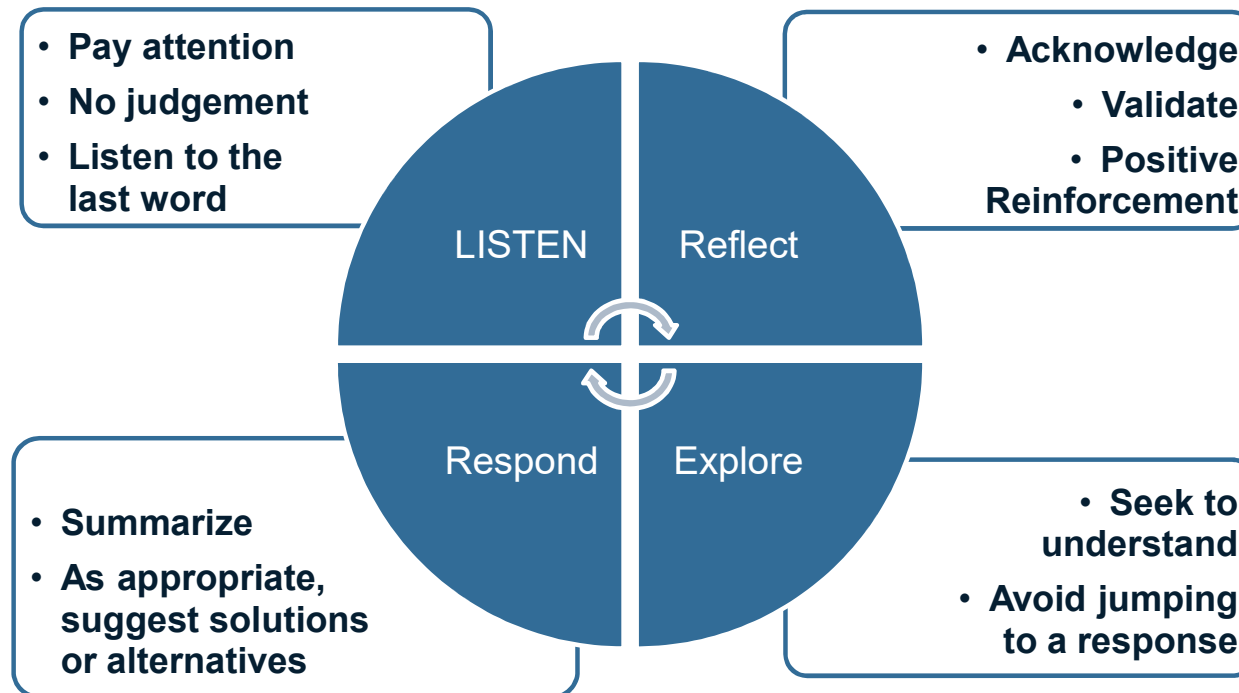 • Pay attention
• No judgement
• Listen to the
last word
• Acknowledge
• Validate
• Positive
Reinforcement
LISTEN
Reflect
Respond
Explore
• Summarize
• As appropriate,
suggest solutions
or alternatives
• Seek to
understand
• Avoid jumping
to a response